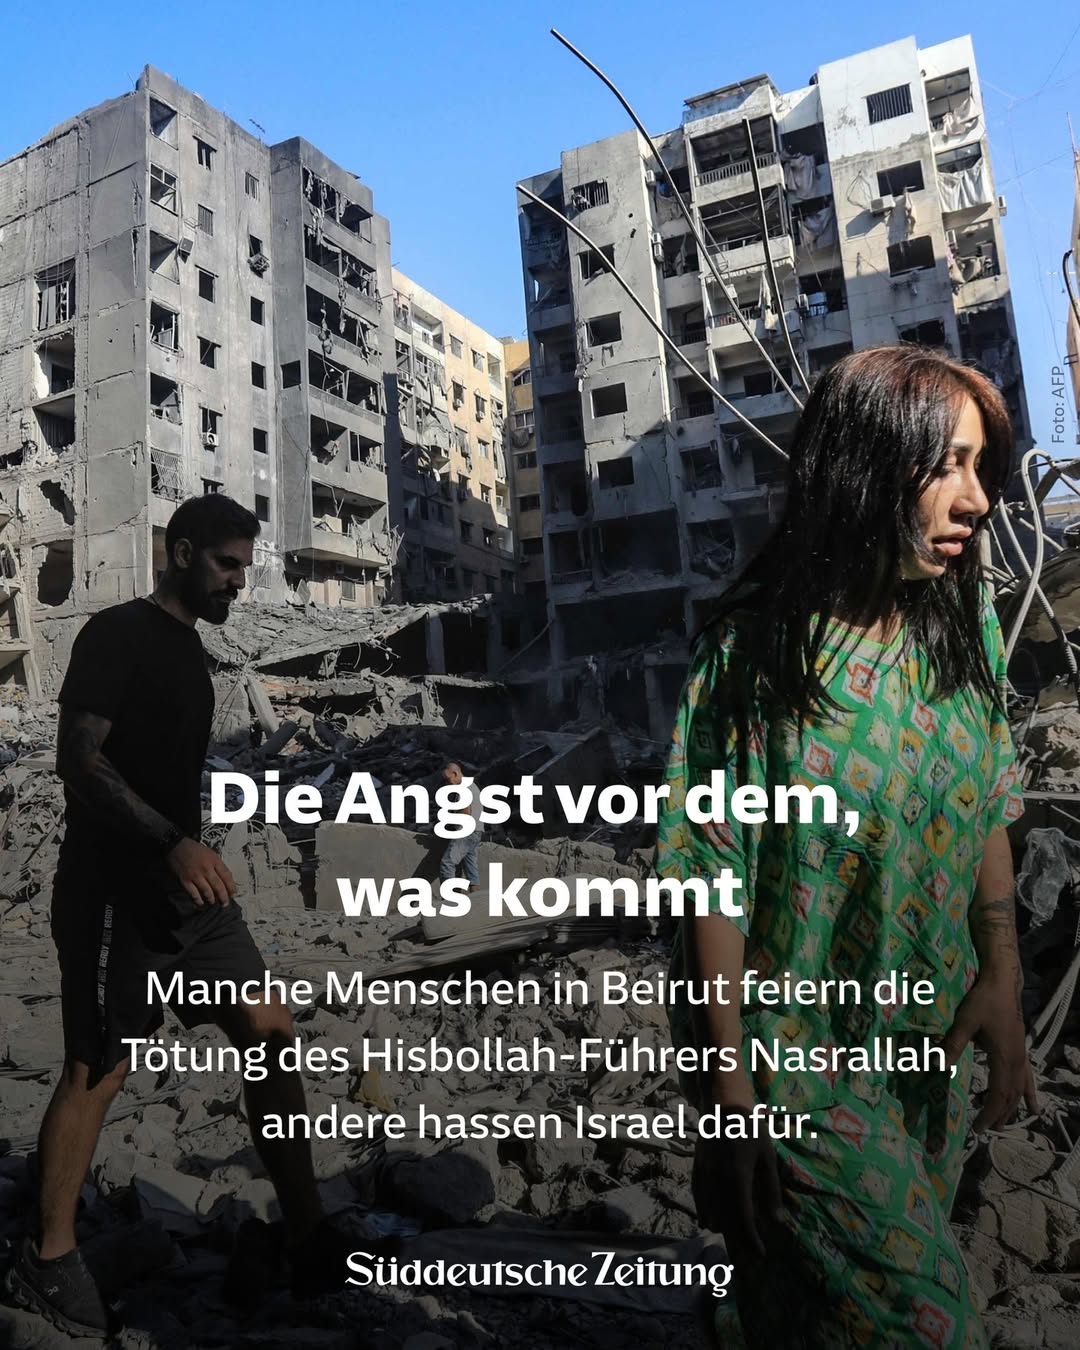 Foto: AFP
Die Angst vor dem,
was kommt
Manche Menschen in Beirut feiern die
Tötung des Hisbollah-Führers Nasrallah,
andere hassen Israel dafür.
Süddeutsche Zeitung